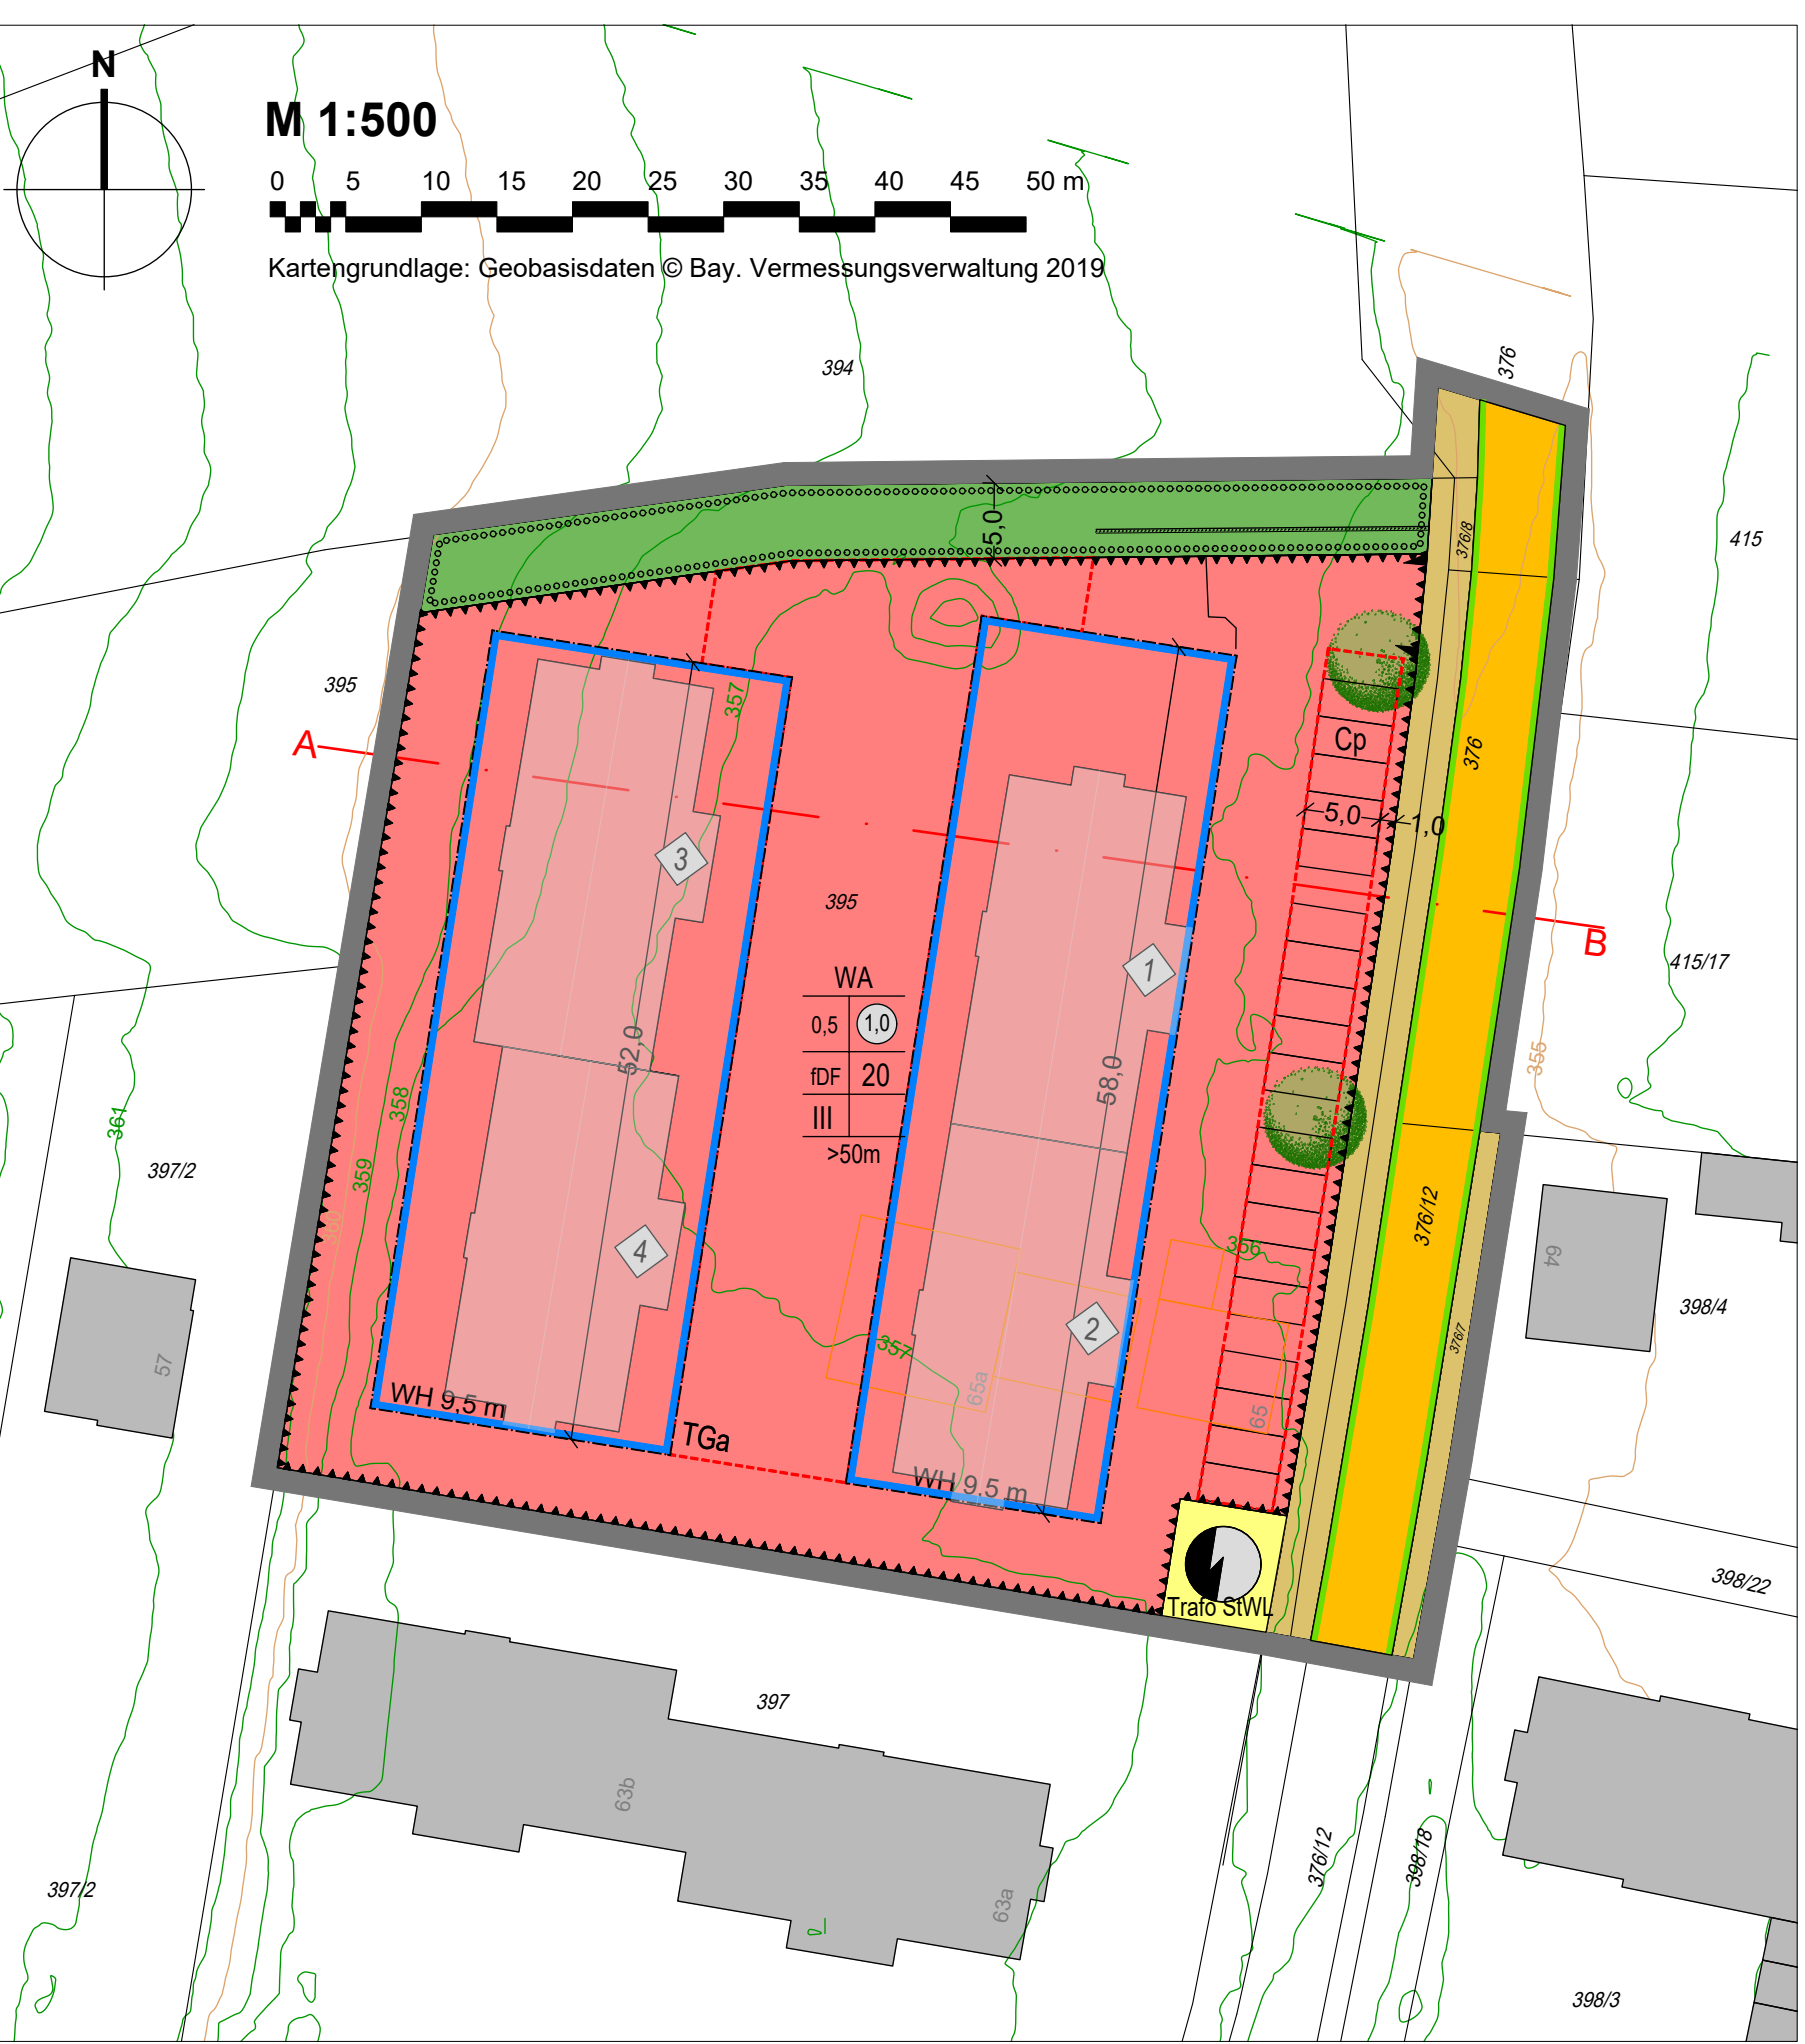 N
M 1:500
0 5 10 15 20 25 30 35 40 45 50 m
Kartengrundlage: Geobasisdaten © Bay. Vermessungsverwaltung 2019
394
376
5,0
376/8
415
395
357
A
Cp
376
5,0
1,0
3
395
B
1
415/17
WA
0,5
1,0
fDF
20
III
>50m
52,0
58,0
355
358
361
359
360
397/2
376/12
4
356
64
398/4
2
357
376/7
57
65a
65
WH 9,5 m
TGa
WH 9,5 m
Trafo StWL
398/22
397
63b
63a
376/12
398/18
397/2
398/3